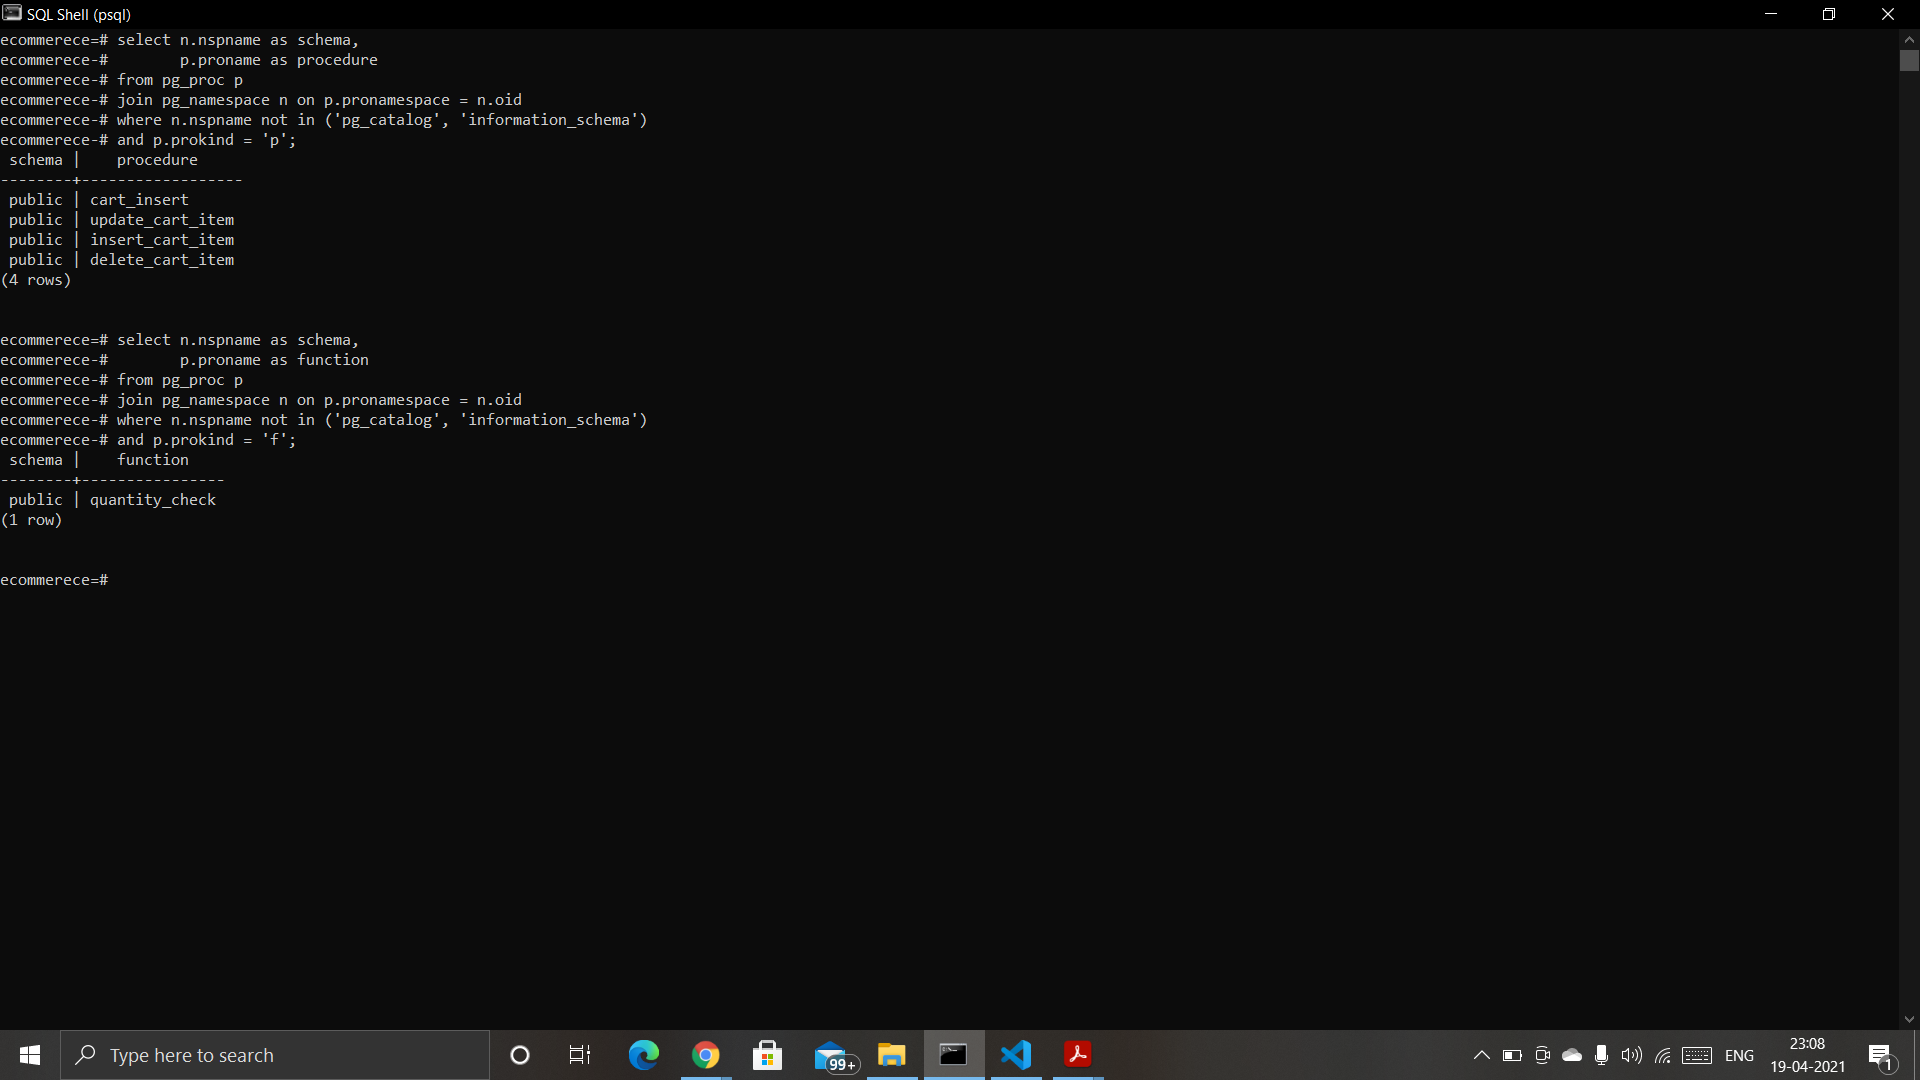 SQL Shell (psql)
ecommerece=# select n.nspname as schema,
ecommerece-#        p.proname as procedure
ecommerece-# from pg_proc p
ecommerece-# join pg_namespace n on p.pronamespace = n.oid
ecommerece-# where n.nspname not in ('pg_catalog', 'information_schema')
ecommerece-# and p.prokind = 'p';
 schema |    procedure
--------+------------------
 public | cart_insert
 public | update_cart_item
 public | insert_cart_item
 public | delete_cart_item
(4 rows)
ecommerece=# select n.nspname as schema,
ecommerece-#        p.proname as function
ecommerece-# from pg_proc p
ecommerece-# join pg_namespace n on p.pronamespace = n.oid
ecommerece-# where n.nspname not in ('pg_catalog', 'information_schema')
ecommerece-# and p.prokind = 'f';
 schema |    function
--------+----------------
 public | quantity_check
(1 row)
ecommerece=#
Type here to search
99+
ENG
23:08
19-04-2021
1